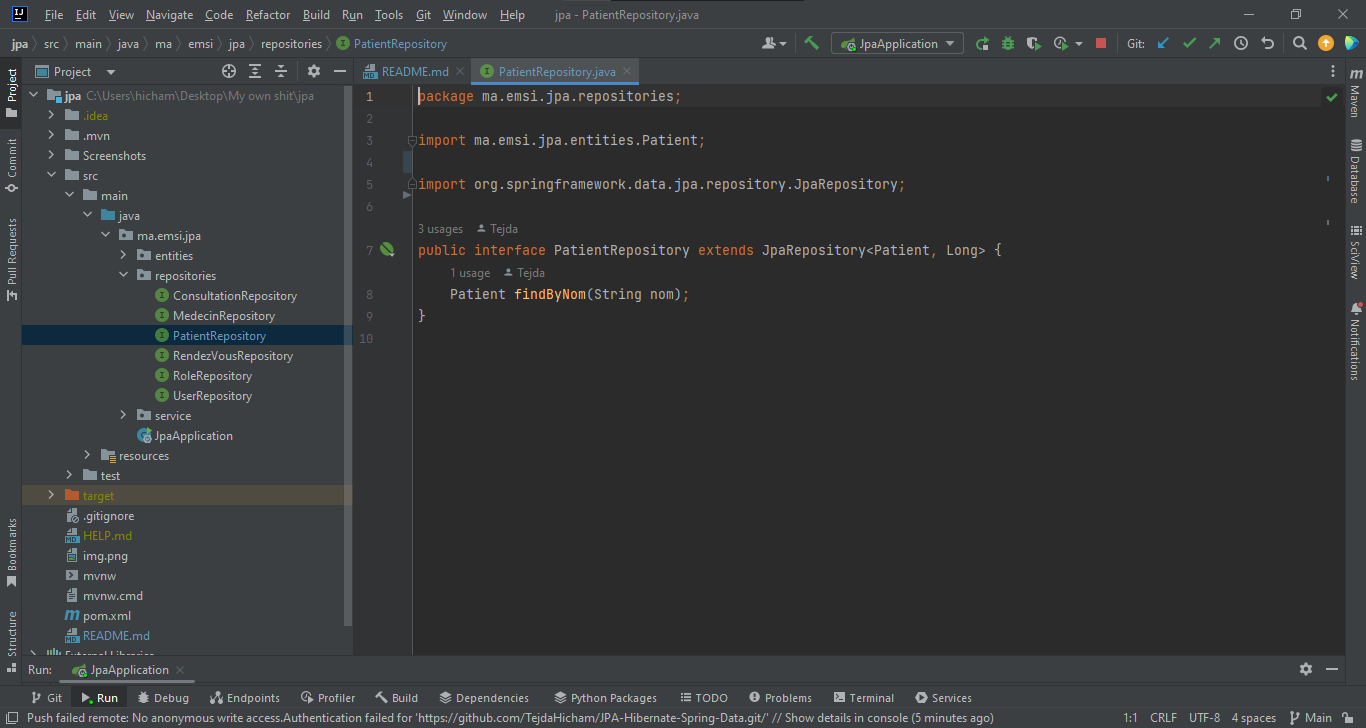 File Edit View Navigate Code Refactor Build Run Tools Git Window Help jpa - PatientRepository.java
jpa src main java ma emsi jpa repositories PatientRepository JpaApplication Git:
Project README.md PatientRepository.java
jpa C:\Users\hicham\Desktop\My own shit\jpa
.idea
.mvn
Screenshots
src
main
java
ma.emsi.jpa
entities
repositories
ConsultationRepository
MedecinRepository
PatientRepository
RendezVousRepository
RoleRepository
UserRepository
service
JpaApplication
resources
test
target
.gitignore
HELP.md
img.png
mvnw
mvnw.cmd
pom.xml
README.md
External Libraries
Project
Commit
Pull Requests
Bookmarks
Structure
1 package ma.emsi.jpa.repositories;
2
3 import ma.emsi.jpa.entities.Patient;
4
5 import org.springframework.data.jpa.repository.JpaRepository;
6
3 usages Tejda
7 public interface PatientRepository extends JpaRepository<Patient, Long> {
1 usage Tejda
8 Patient findByNom(String nom);
9 }
10
m Maven
Database
SciView
Notifications
Run: JpaApplication
Git Run Debug Endpoints Profiler Build Dependencies Python Packages TODO Problems Terminal Services
Push failed remote: No anonymous write access.Authentication failed for 'https://github.com/TejdaHicham/JPA-Hibernate-Spring-Data.git/' // Show details in console (5 minutes ago) 1:1 CRLF UTF-8 4 spaces Main